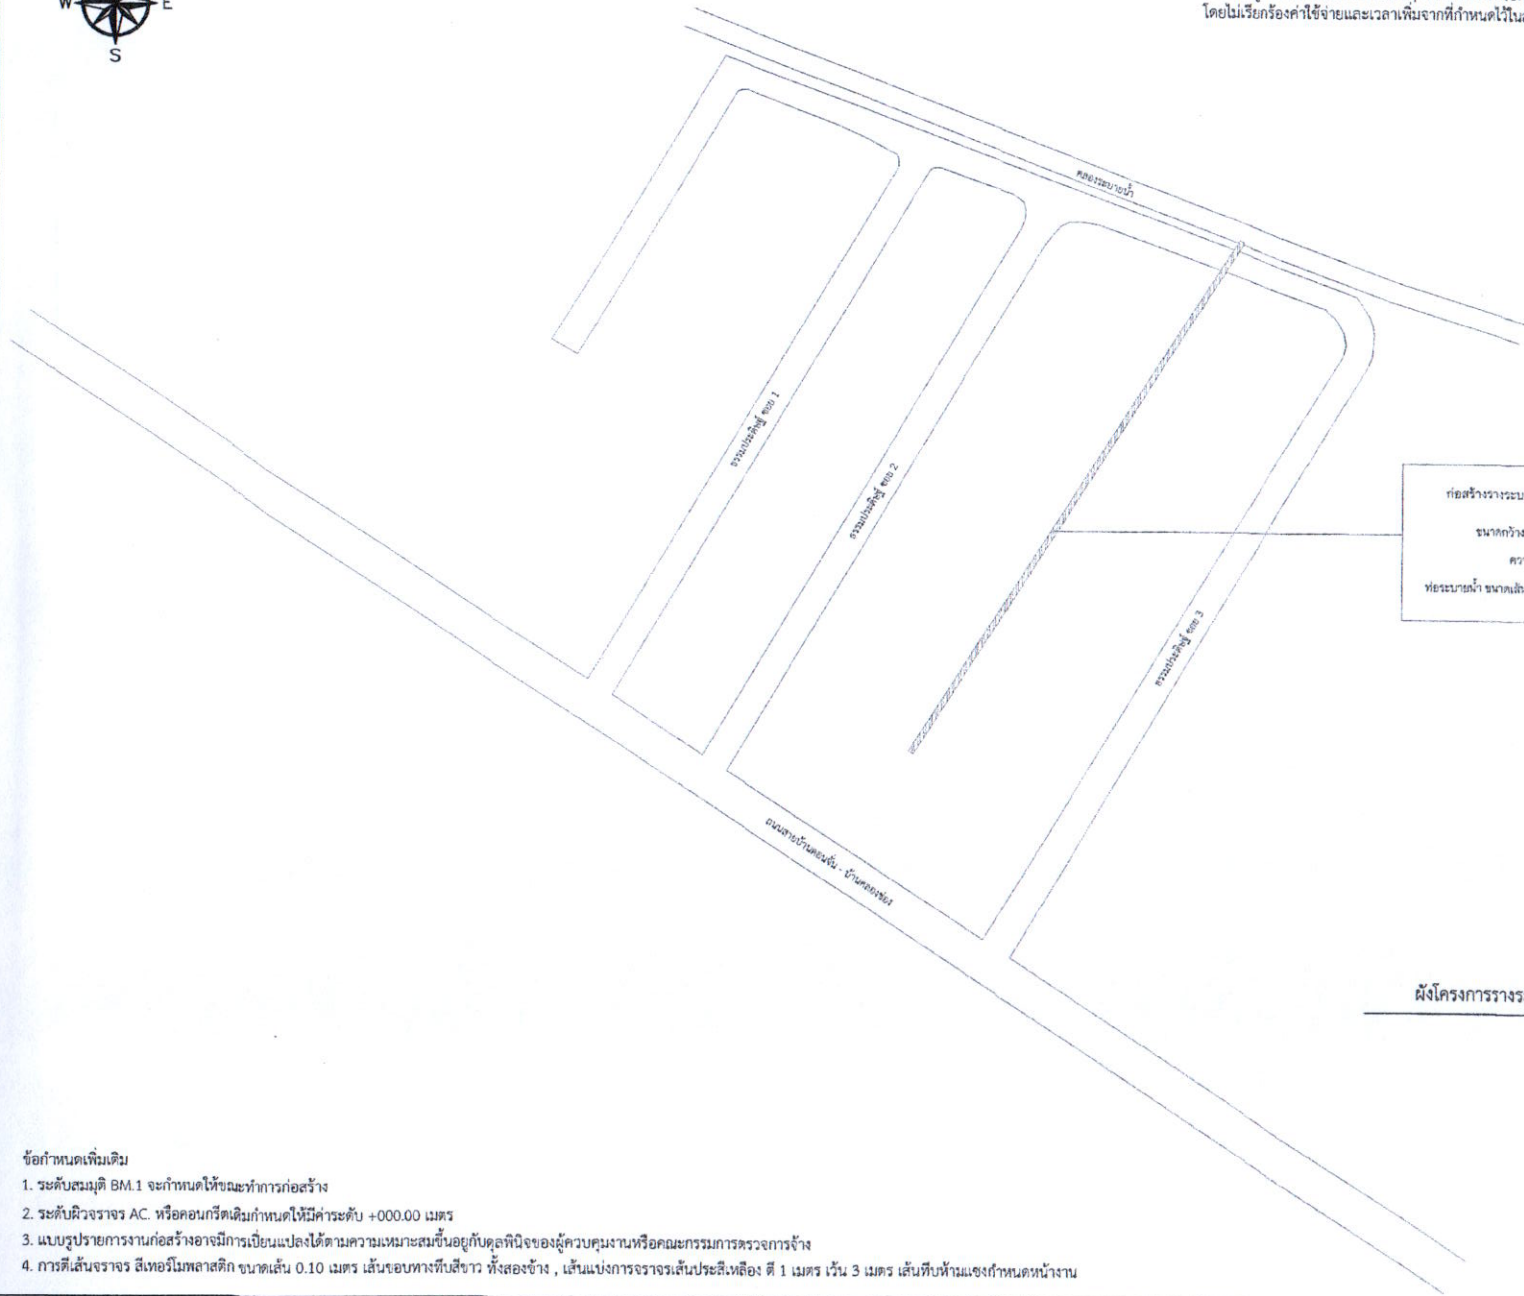 W E
S
โดยไม่เรียกร้องค่าใช้จ่ายและเวลาเพิ่มจากที่กำหนดไว้ใน
คลองระบายน้ำ
ธรรมประดิษฐ์ ซอย 1
ธรรมประดิษฐ์ ซอย 2
ธรรมประดิษฐ์ ซอย 3
ก่อสร้างรางระบ
ขนาดกว้าง
คว
ท่อระบายน้ำ ขนาดเส้น
ถนนสายบ้านดอนขั้น - บ้านคลองช่อง
ผังโครงการราง
ข้อกำหนดเพิ่มเติม
1. ระดับสมมุติ BM.1 จะกำหนดให้ขณะทำการก่อสร้าง
2. ระดับผิวจราจร AC. หรือคอนกรีตเดิมกำหนดให้มีค่าระดับ +000.00 เมตร
3. แบบรูปรายการงานก่อสร้างอาจมีการเปี่ยนแปลงได้ตามความเหมาะสมขึ้นอยู่กับดุลพินิจของผู้ควบคุมงานหรือคณะกรรมการตรวจการจ้าง
4. การตีเส้นจราจร สีเทอร์โมพลาสติก ขนาดเส้น 0.10 เมตร เส้นขอบทางทึบสีขาว ทั้งสองข้าง , เส้นแบ่งการจราจรเส้นประสีเหลือง ตี 1 เมตร เว้น 3 เมตร เส้นทึบห้ามแซงกำหนดหน้างาน